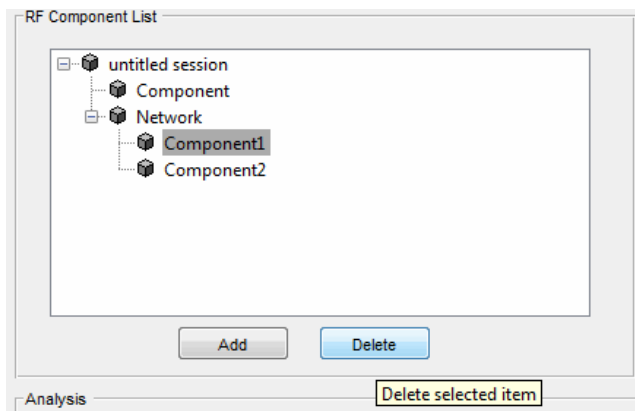 RF Component List
untitled session
Component
Network
Component1
Component2
Add Delete
Delete selected item
Analysis